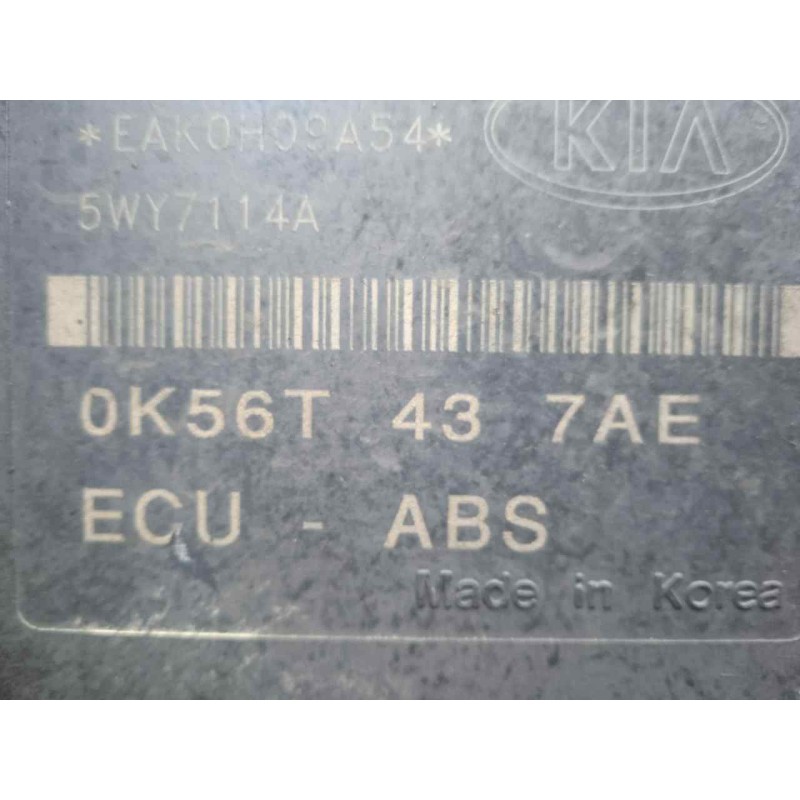 *EAK0H09A54*
KIA
5WY7114A
0K56T 43 7AE
ECU - ABS
Made in Korea